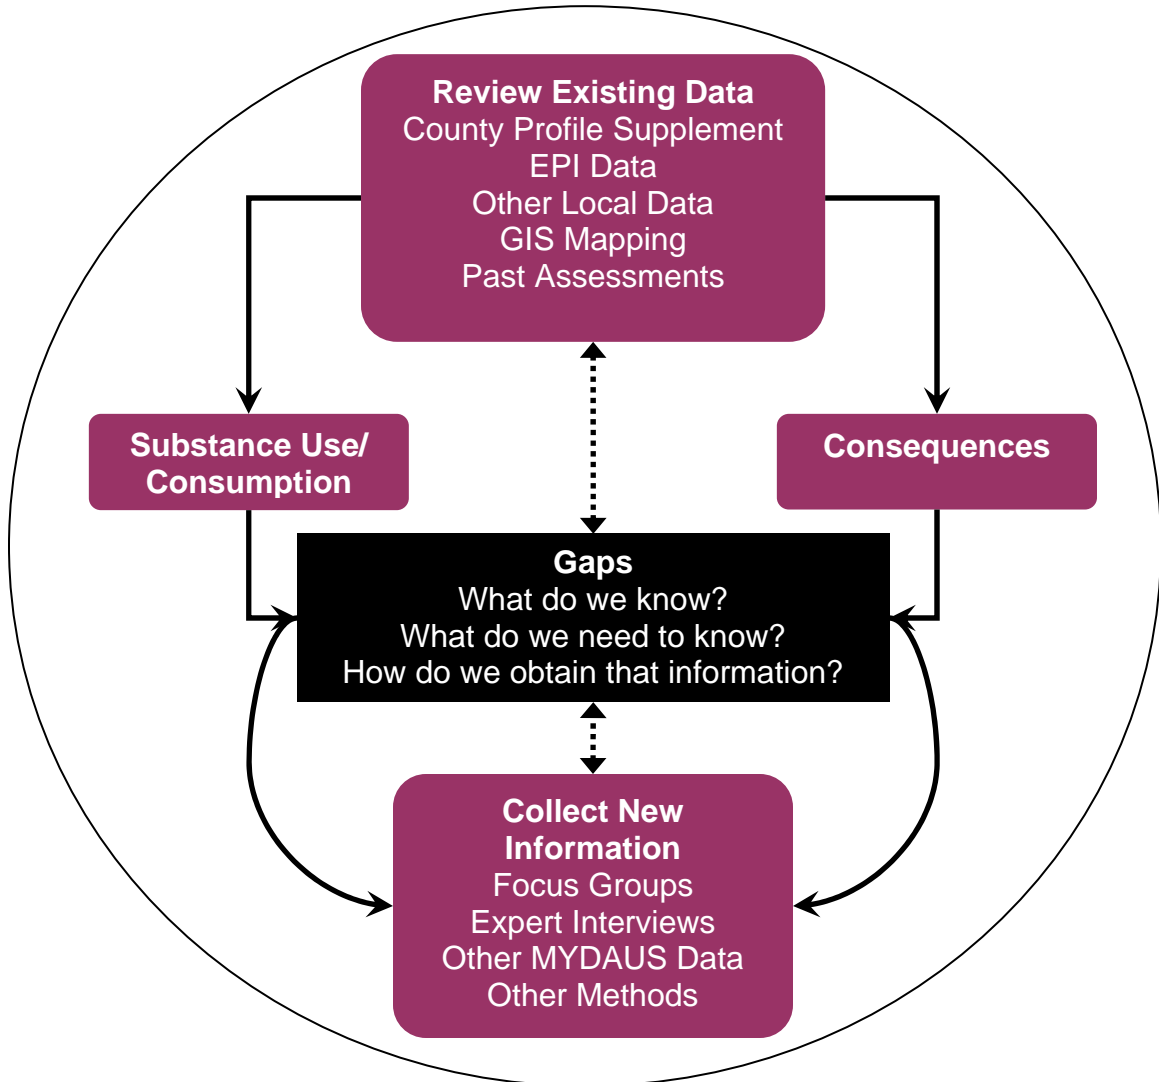 Review Existing Data
County Profile Supplement
EPI Data
Other Local Data
GIS Mapping
Past Assessments
Substance Use/
Consumption
Consequences
Gaps
What do we know?
What do we need to know?
How do we obtain that information?
Collect New
Information
Focus Groups
Expert Interviews
Other MYDAUS Data
Other Methods